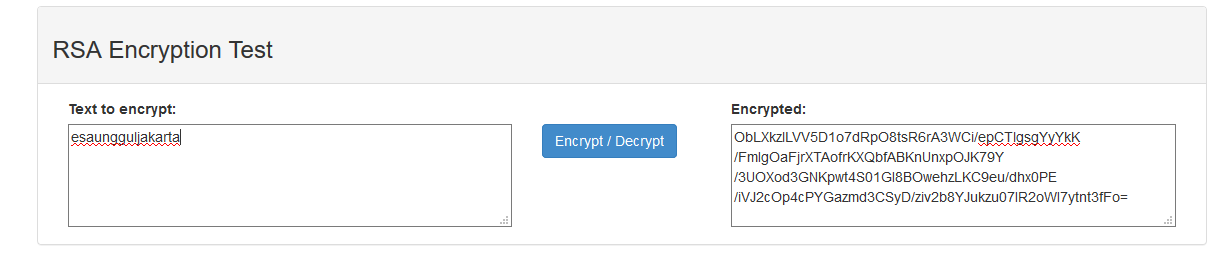 RSA Encryption Test
Text to encrypt:
esaungguljakarta
Encrypt / Decrypt
Encrypted:
ObLXkzlLVV5D1o7dRpO8tsR6rA3WCi/epCTlgsgYyYkK
/FmlgOaFjrXTAofrKXQbfABKnUnxpOJK79Y
/3UOXod3GNKpwt4S01Gl8BOwehzLKC9eu/dhx0PE
/iVJ2cOp4cPYGazmd3CSyD/ziv2b8YJukzu07lR2oWl7ytnt3fFo=